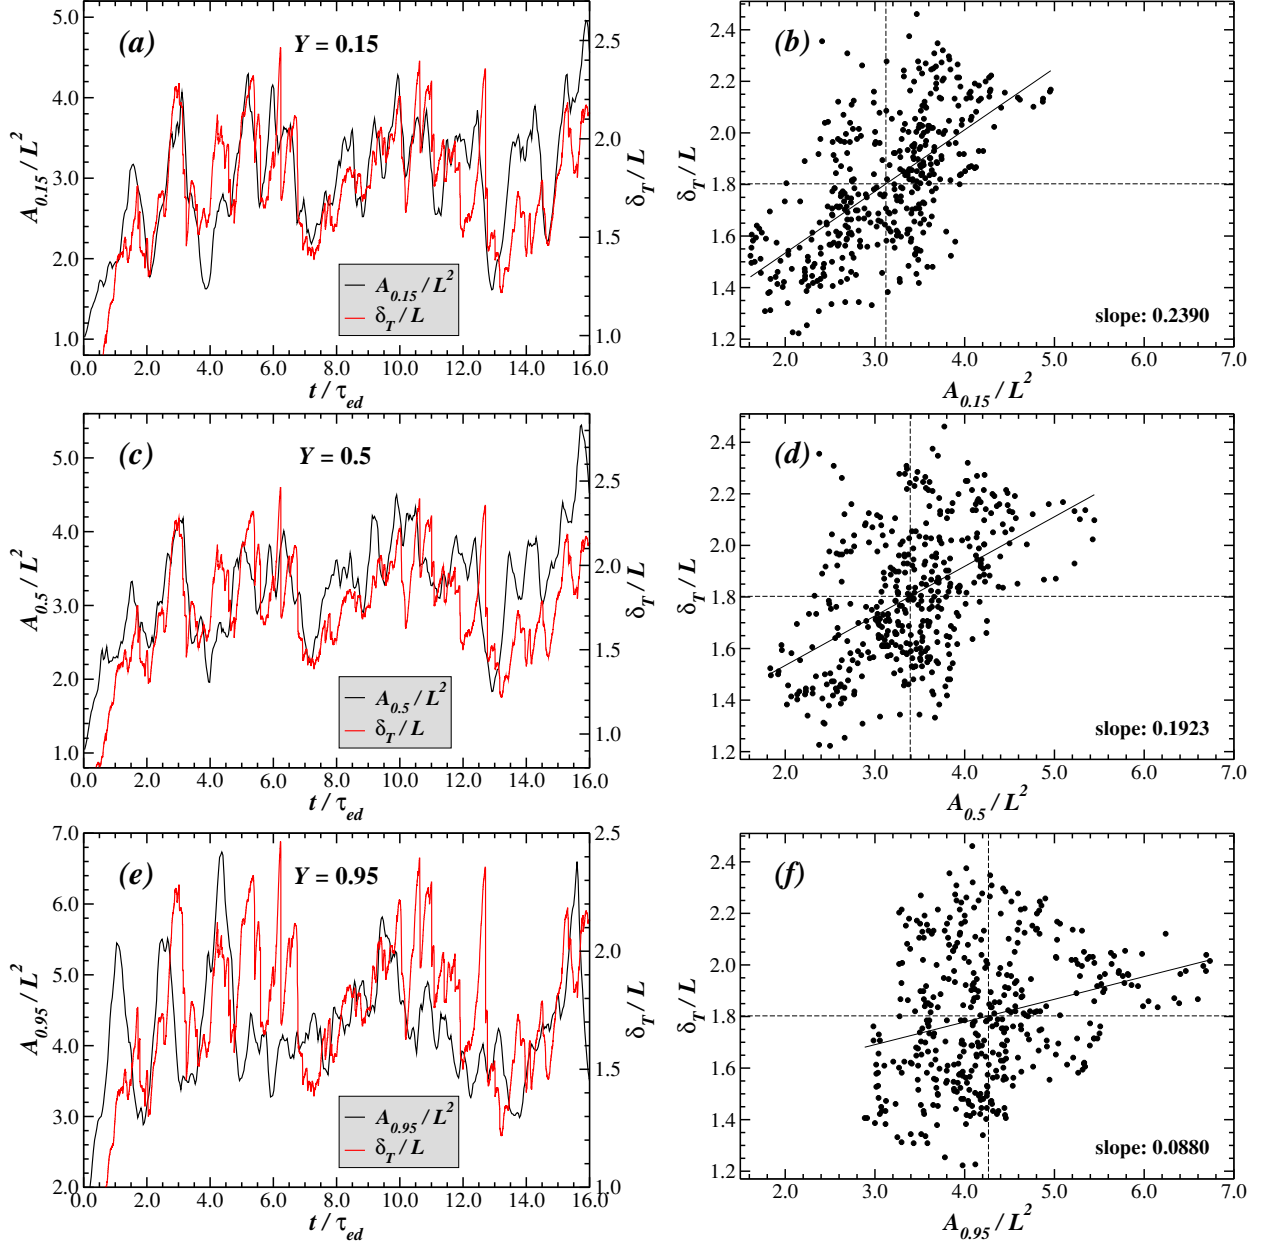 (a) Y = 0.15
5.0
4.0
3.0
2.0
1.0
A0.15 / L²
2.5
2.0
1.5
1.0
δT / L
A0.15 / L²
δT / L
0.0 2.0 4.0 6.0 8.0 10.0 12.0 14.0 16.0
t / τed
(b)
2.4
2.2
2.0
1.8
1.6
1.4
1.2
δT / L
slope: 0.2390
2.0 3.0 4.0 5.0 6.0 7.0
A0.15 / L²
(c) Y = 0.5
5.0
4.0
3.0
2.0
1.0
A0.5 / L²
2.5
2.0
1.5
1.0
δT / L
A0.5 / L²
δT / L
0.0 2.0 4.0 6.0 8.0 10.0 12.0 14.0 16.0
t / τed
(d)
2.4
2.2
2.0
1.8
1.6
1.4
1.2
δT / L
slope: 0.1923
2.0 3.0 4.0 5.0 6.0 7.0
A0.5 / L²
(e) Y = 0.95
7.0
6.0
5.0
4.0
3.0
2.0
A0.95 / L²
2.5
2.0
1.5
1.0
δT / L
A0.95 / L²
δT / L
0.0 2.0 4.0 6.0 8.0 10.0 12.0 14.0 16.0
t / τed
(f)
2.4
2.2
2.0
1.8
1.6
1.4
1.2
δT / L
slope: 0.0880
2.0 3.0 4.0 5.0 6.0 7.0
A0.95 / L²